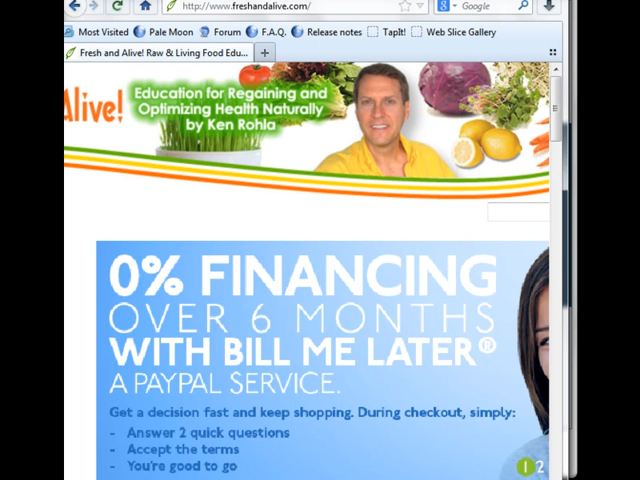 http://www.freshandalive.com/
Google
Most Visited Pale Moon Forum F.A.Q. Release notes TapIt! Web Slice Gallery
Fresh and Alive! Raw & Living Food Edu...
Alive!
Education for Regaining and
Optimizing Health Naturally
by Ken Rohla
0% FINANCING
OVER 6 MONTHS
WITH BILL ME LATER®
A PAYPAL SERVICE.
Get a decision fast and keep shopping. During checkout, simply:
- Answer 2 quick questions
- Accept the terms
- You're good to go
1 2